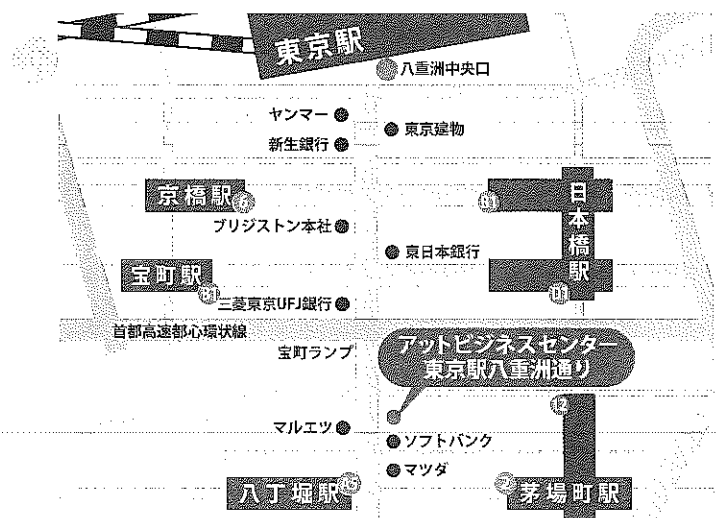 東京駅
八重洲中央口
ヤンマー
東京建物
新生銀行
京橋駅
6
B1
日本橋駅
ブリジストン本社
東日本銀行
宝町駅
三菱東京UFJ銀行
首都高速都心環状線
宝町ランプ
アットビジネスセンター
東京駅八重洲通り
12
マルエツ
ソフトバンク
マツダ
八丁堀駅
茅場町駅